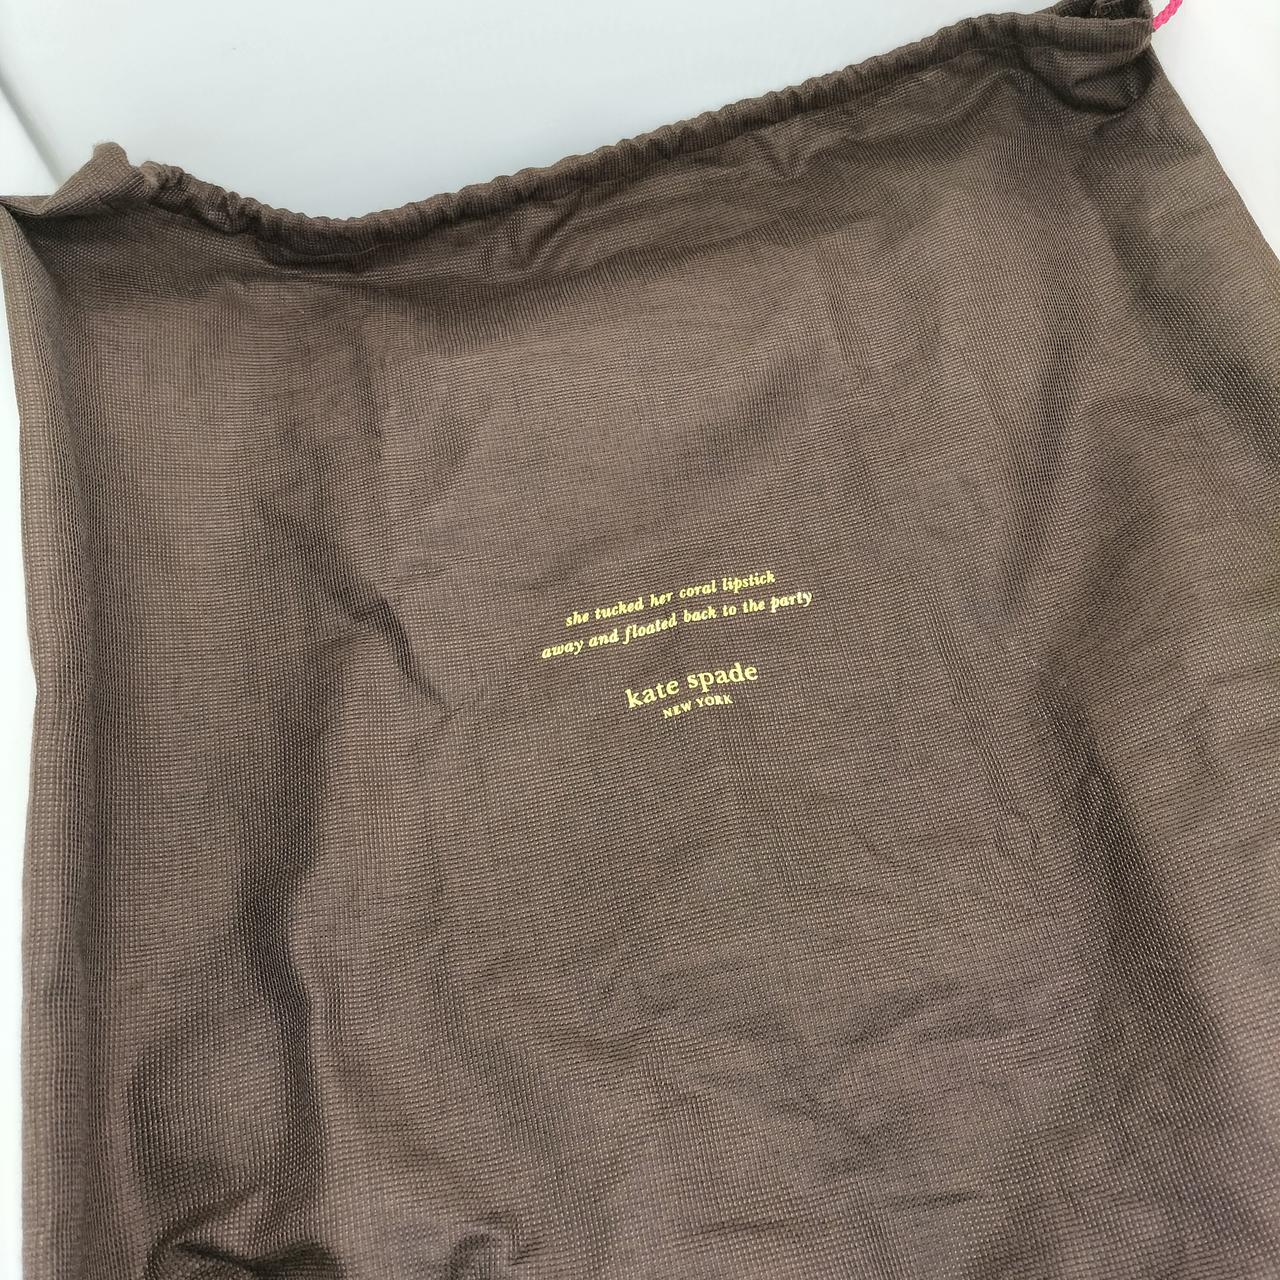 she tucked her coral lipstick
away and floated back to the party
kate spade
NEW YORK